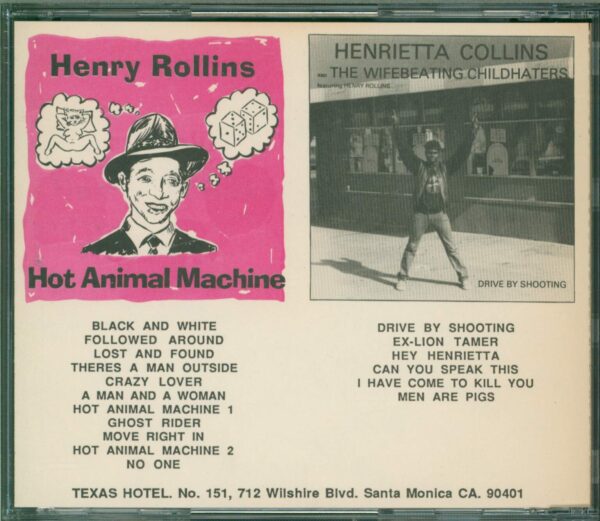 Henry Rollins
Hot Animal Machine
BLACK AND WHITE
FOLLOWED AROUND
LOST AND FOUND
THERES A MAN OUTSIDE
CRAZY LOVER
A MAN AND A WOMAN
HOT ANIMAL MACHINE 1
GHOST RIDER
MOVE RIGHT IN
HOT ANIMAL MACHINE 2
NO ONE
HENRIETTA COLLINS
AND THE WIFEBEATING CHILDHATERS
featuring HENRY ROLLINS
DRIVE BY SHOOTING
DRIVE BY SHOOTING
EX-LION TAMER
HEY HENRIETTA
CAN YOU SPEAK THIS
I HAVE COME TO KILL YOU
MEN ARE PIGS
TEXAS HOTEL. No. 151, 712 Wilshire Blvd. Santa Monica CA. 90401